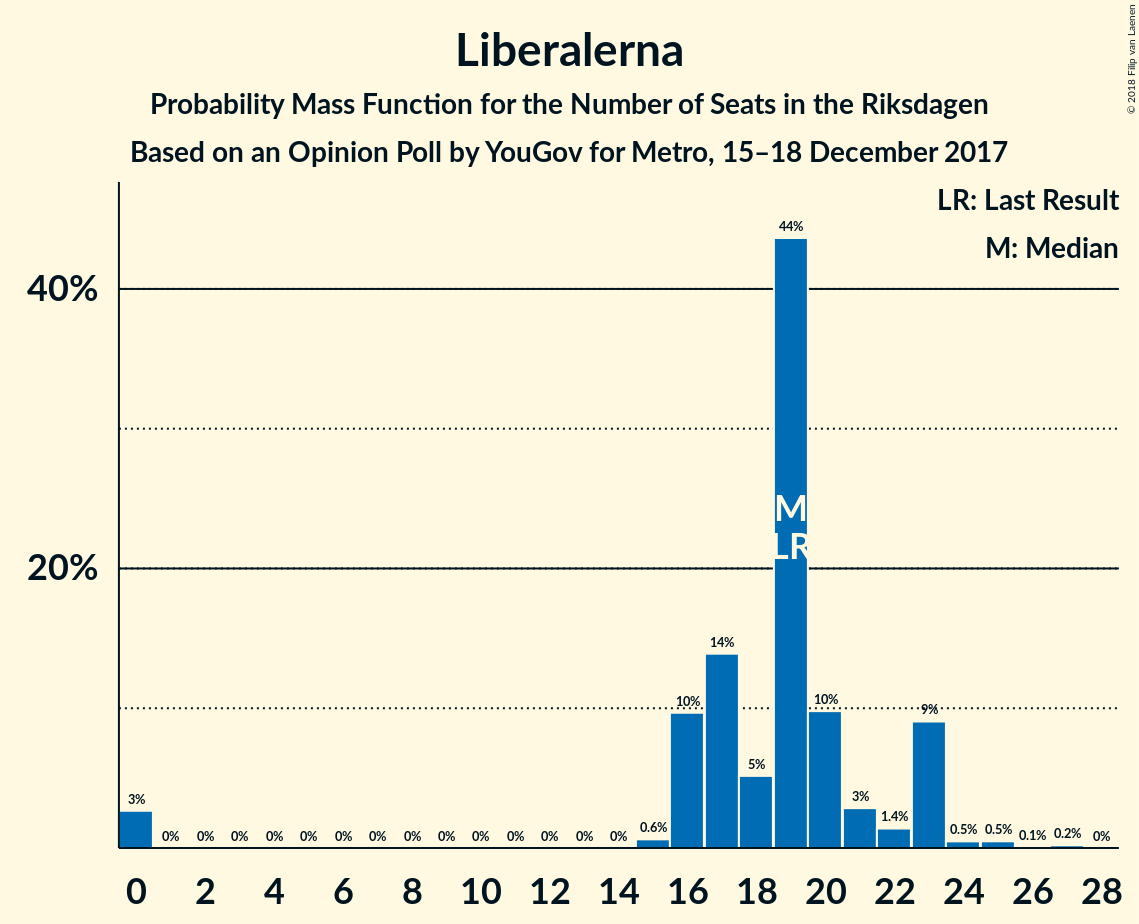 © 2018 Filip van Laenen
Liberalerna
Probability Mass Function for the Number of Seats in the Riksdagen
Based on an Opinion Poll by YouGov for Metro, 15–18 December 2017
LR: Last Result
M: Median
40%
20%
3% 0% 0% 0% 0% 0% 0% 0% 0% 0% 0% 0% 0% 0% 0% 0.6% 10% 14% 5% 44% 10% 3% 1.4% 9% 0.5% 0.5% 0.1% 0.2% 0%
M
LR
0 2 4 6 8 10 12 14 16 18 20 22 24 26 28